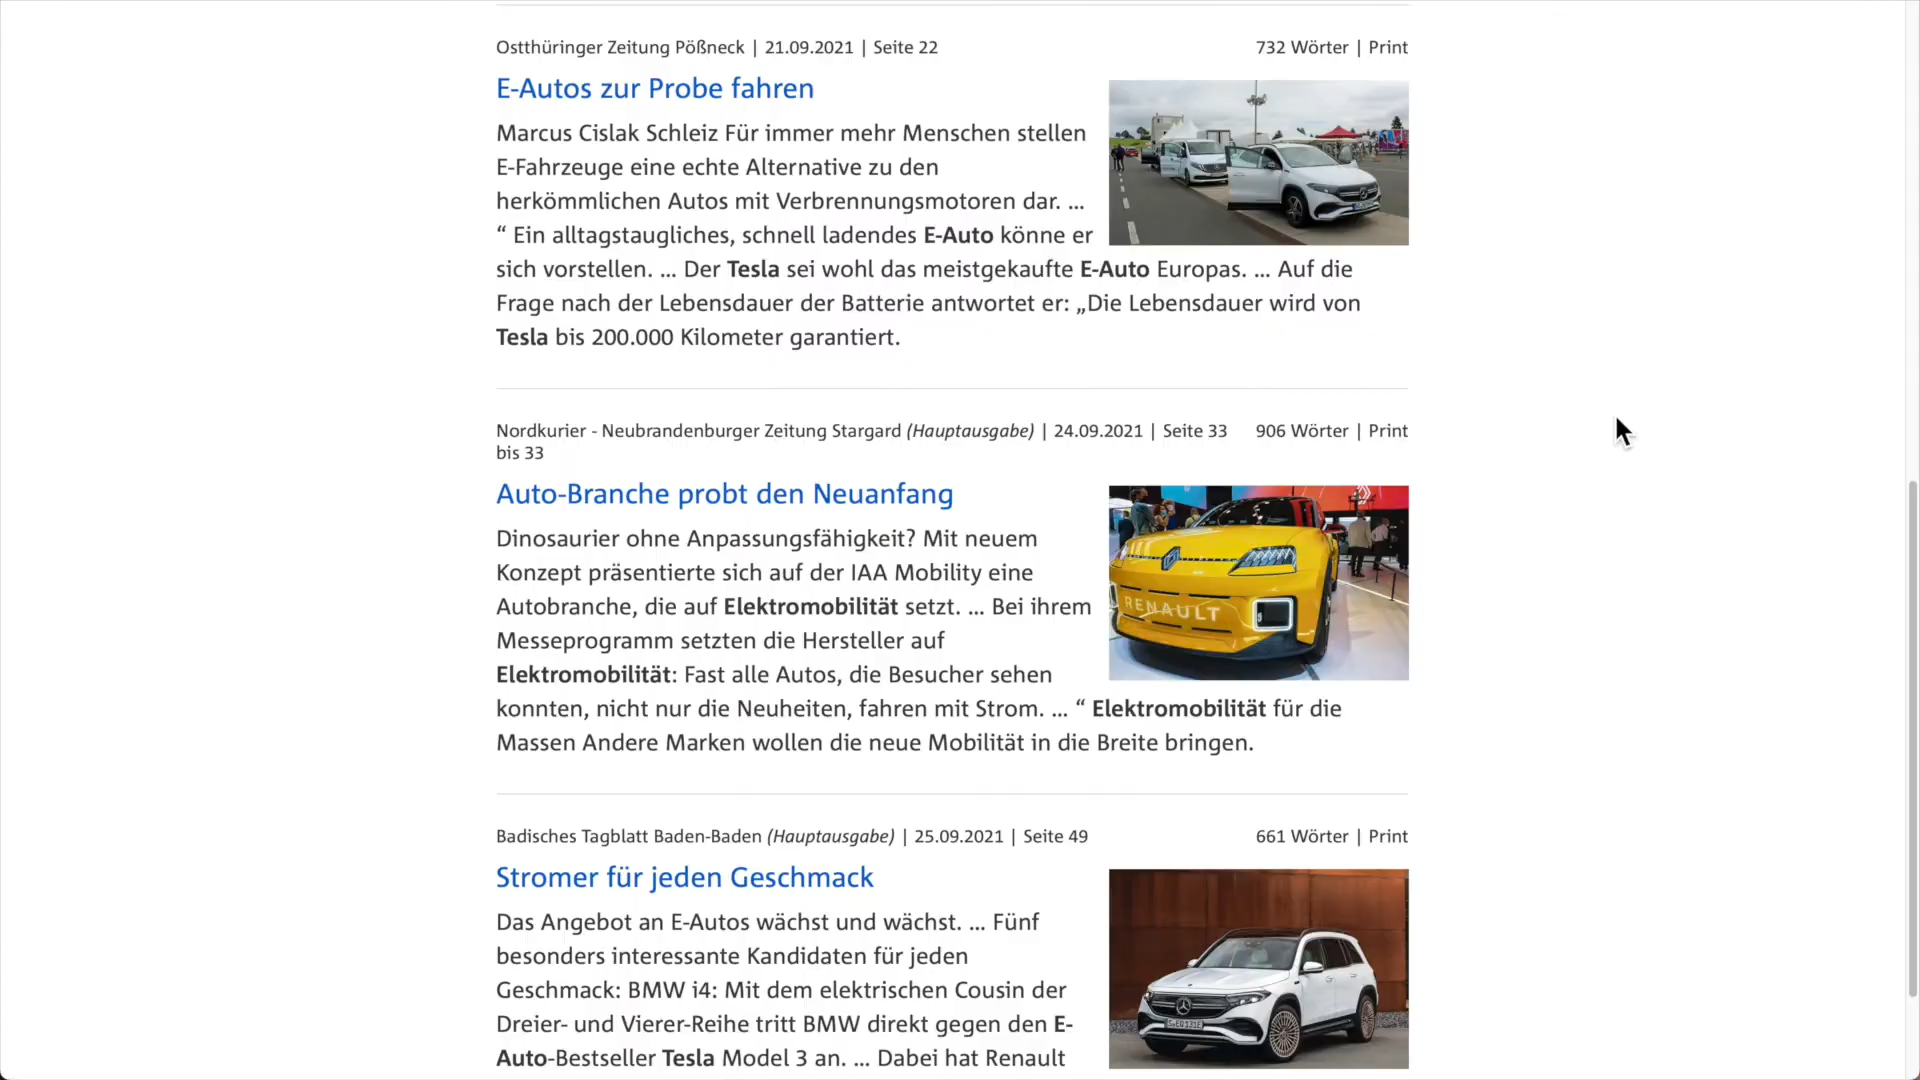 Ostthüringer Zeitung Pößneck | 21.09.2021 | Seite 22 732 Wörter | Print
E-Autos zur Probe fahren
Marcus Cislak Schleiz Für immer mehr Menschen stellen
E-Fahrzeuge eine echte Alternative zu den
herkömmlichen Autos mit Verbrennungsmotoren dar. ...
“ Ein alltagstaugliches, schnell ladendes E-Auto könne er
sich vorstellen. ... Der Tesla sei wohl das meistgekaufte E-Auto Europas. ... Auf die
Frage nach der Lebensdauer der Batterie antwortet er: „Die Lebensdauer wird von
Tesla bis 200.000 Kilometer garantiert.
Nordkurier - Neubrandenburger Zeitung Stargard (Hauptausgabe) | 24.09.2021 | Seite 33 906 Wörter | Print
bis 33
Auto-Branche probt den Neuanfang
Dinosaurier ohne Anpassungsfähigkeit? Mit neuem
Konzept präsentierte sich auf der IAA Mobility eine
Autobranche, die auf Elektromobilität setzt. ... Bei ihrem
Messeprogramm setzten die Hersteller auf
Elektromobilität: Fast alle Autos, die Besucher sehen
konnten, nicht nur die Neuheiten, fahren mit Strom. ... “ Elektromobilität für die
Massen Andere Marken wollen die neue Mobilität in die Breite bringen.
RENAULT
Badisches Tagblatt Baden-Baden (Hauptausgabe) | 25.09.2021 | Seite 49 661 Wörter | Print
Stromer für jeden Geschmack
Das Angebot an E-Autos wächst und wächst. ... Fünf
besonders interessante Kandidaten für jeden
Geschmack: BMW i4: Mit dem elektrischen Cousin der
Dreier- und Vierer-Reihe tritt BMW direkt gegen den E-
Auto-Bestseller Tesla Model 3 an. ... Dabei hat Renault